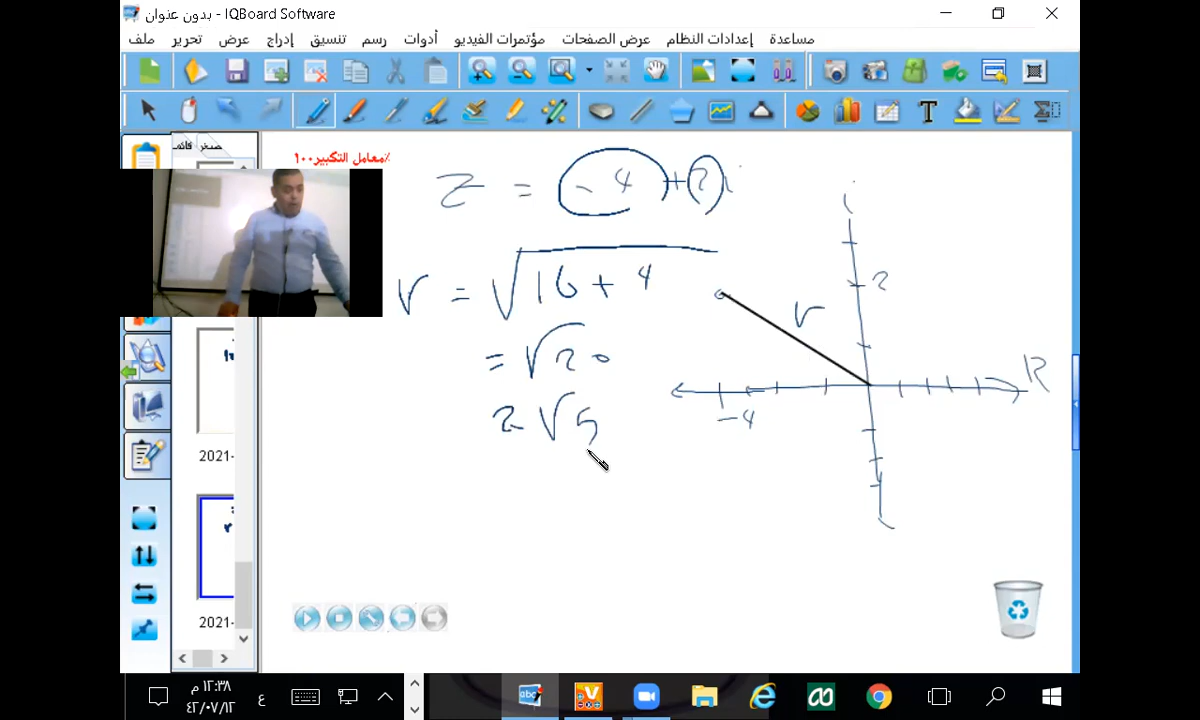 بدون عنوان - IQBoard Software
ملف تحرير عرض إدراج تنسيق رسم أدوات مؤتمرات الفيديو عرض الصفحات إعدادات النظام مساعدة
معامل التكبير١٠٠٪
z = -4 + 2i
i
r = √16 + 4
2
r
= √20
R
2√5
-4
2021-
2021-
١٢:٣٨ م
ع
٤٢/٠٧/١٢